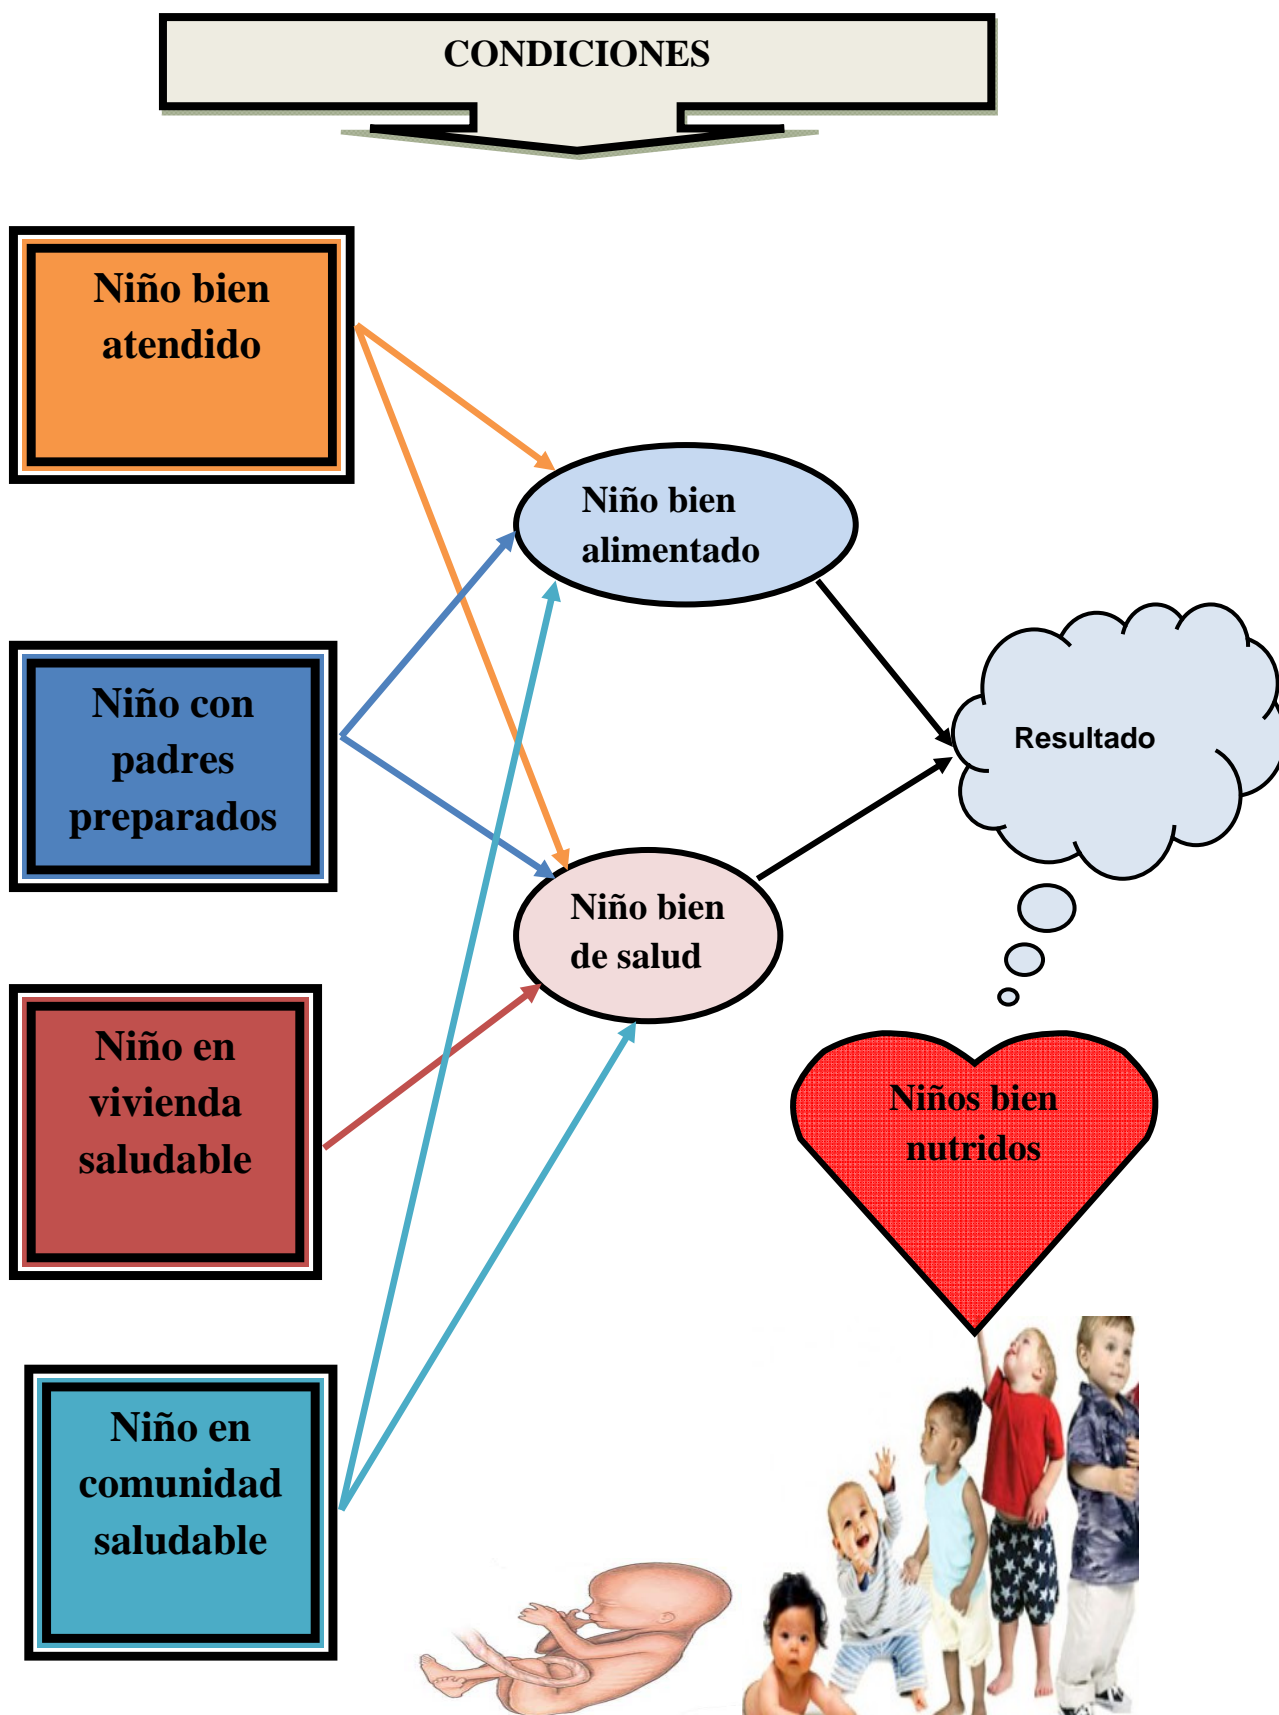 CONDICIONES
Niño bien
atendido
Niño bien
alimentado
Niño con
padres
preparados
Resultado
Niño bien
de salud
Niño en
vivienda
saludable
Niños bien
nutridos
Niño en
comunidad
saludable